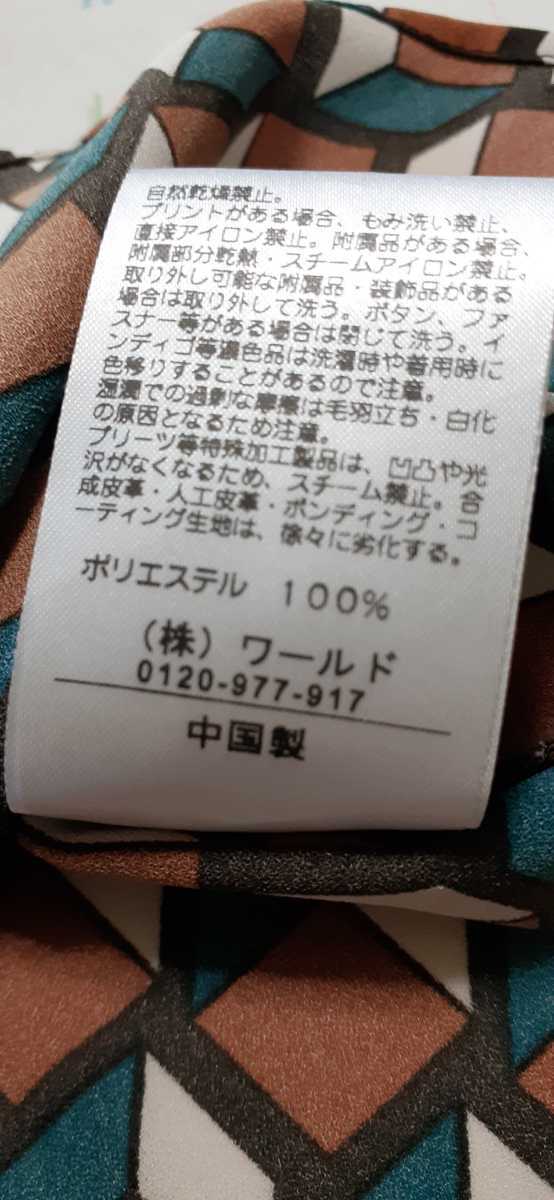 自然乾燥禁止。
プリントがある場合、もみ洗い禁止、
直接アイロン禁止。附属品がある場合、
附属部分乾熱・スチームアイロン禁止。
取り外し可能な附属品・装飾品がある
場合は取り外して洗う。ボタン、ファ
スナー等がある場合は閉じて洗う。イ
ンディゴ等濃色品は洗濯時や着用時に
色移りすることがあるので注意。
湿潤での過剰な摩擦は毛羽立ち・白化
の原因となるため注意。
プリーツ等特殊加工製品は、凹凸や光
沢がなくなるため、スチーム禁止。合
成皮革・人工皮革・ボンディング・コ
ーティング生地は、徐々に劣化する。
ポリエステル 100%
（株）ワールド
0120-977-917
中国製